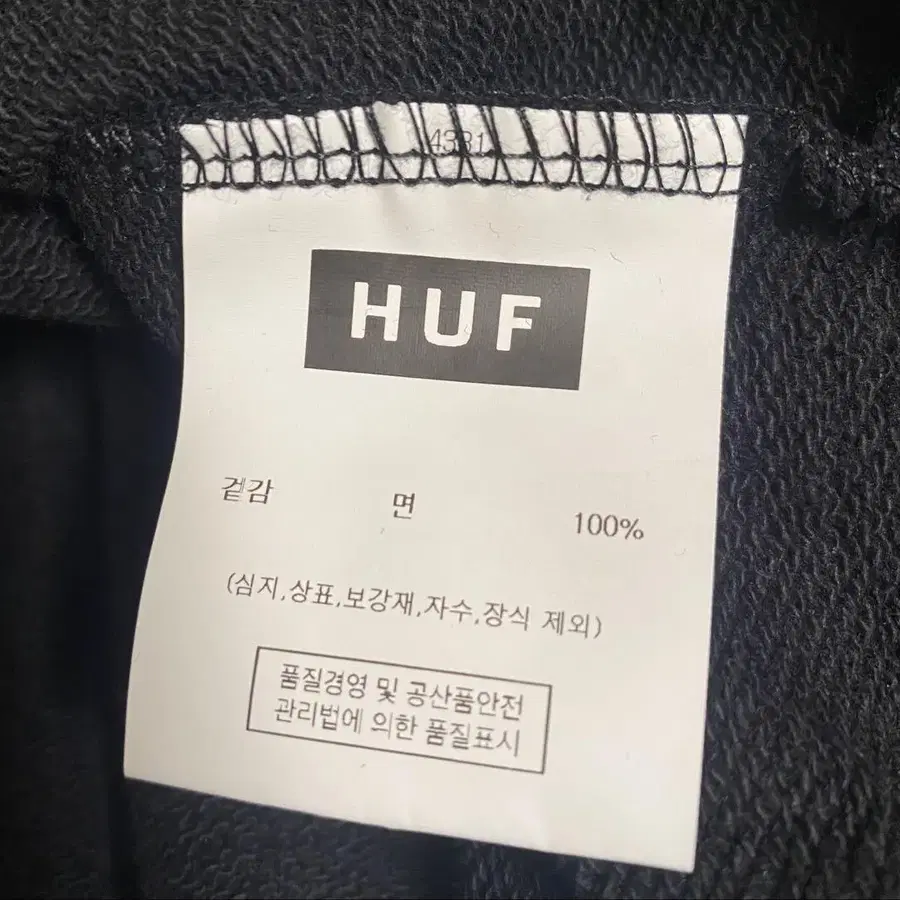 4331
HUF
겉감 면 100%
(심지,상표,보강재,자수,장식 제외)
품질경영 및 공산품안전
관리법에 의한 품질표시